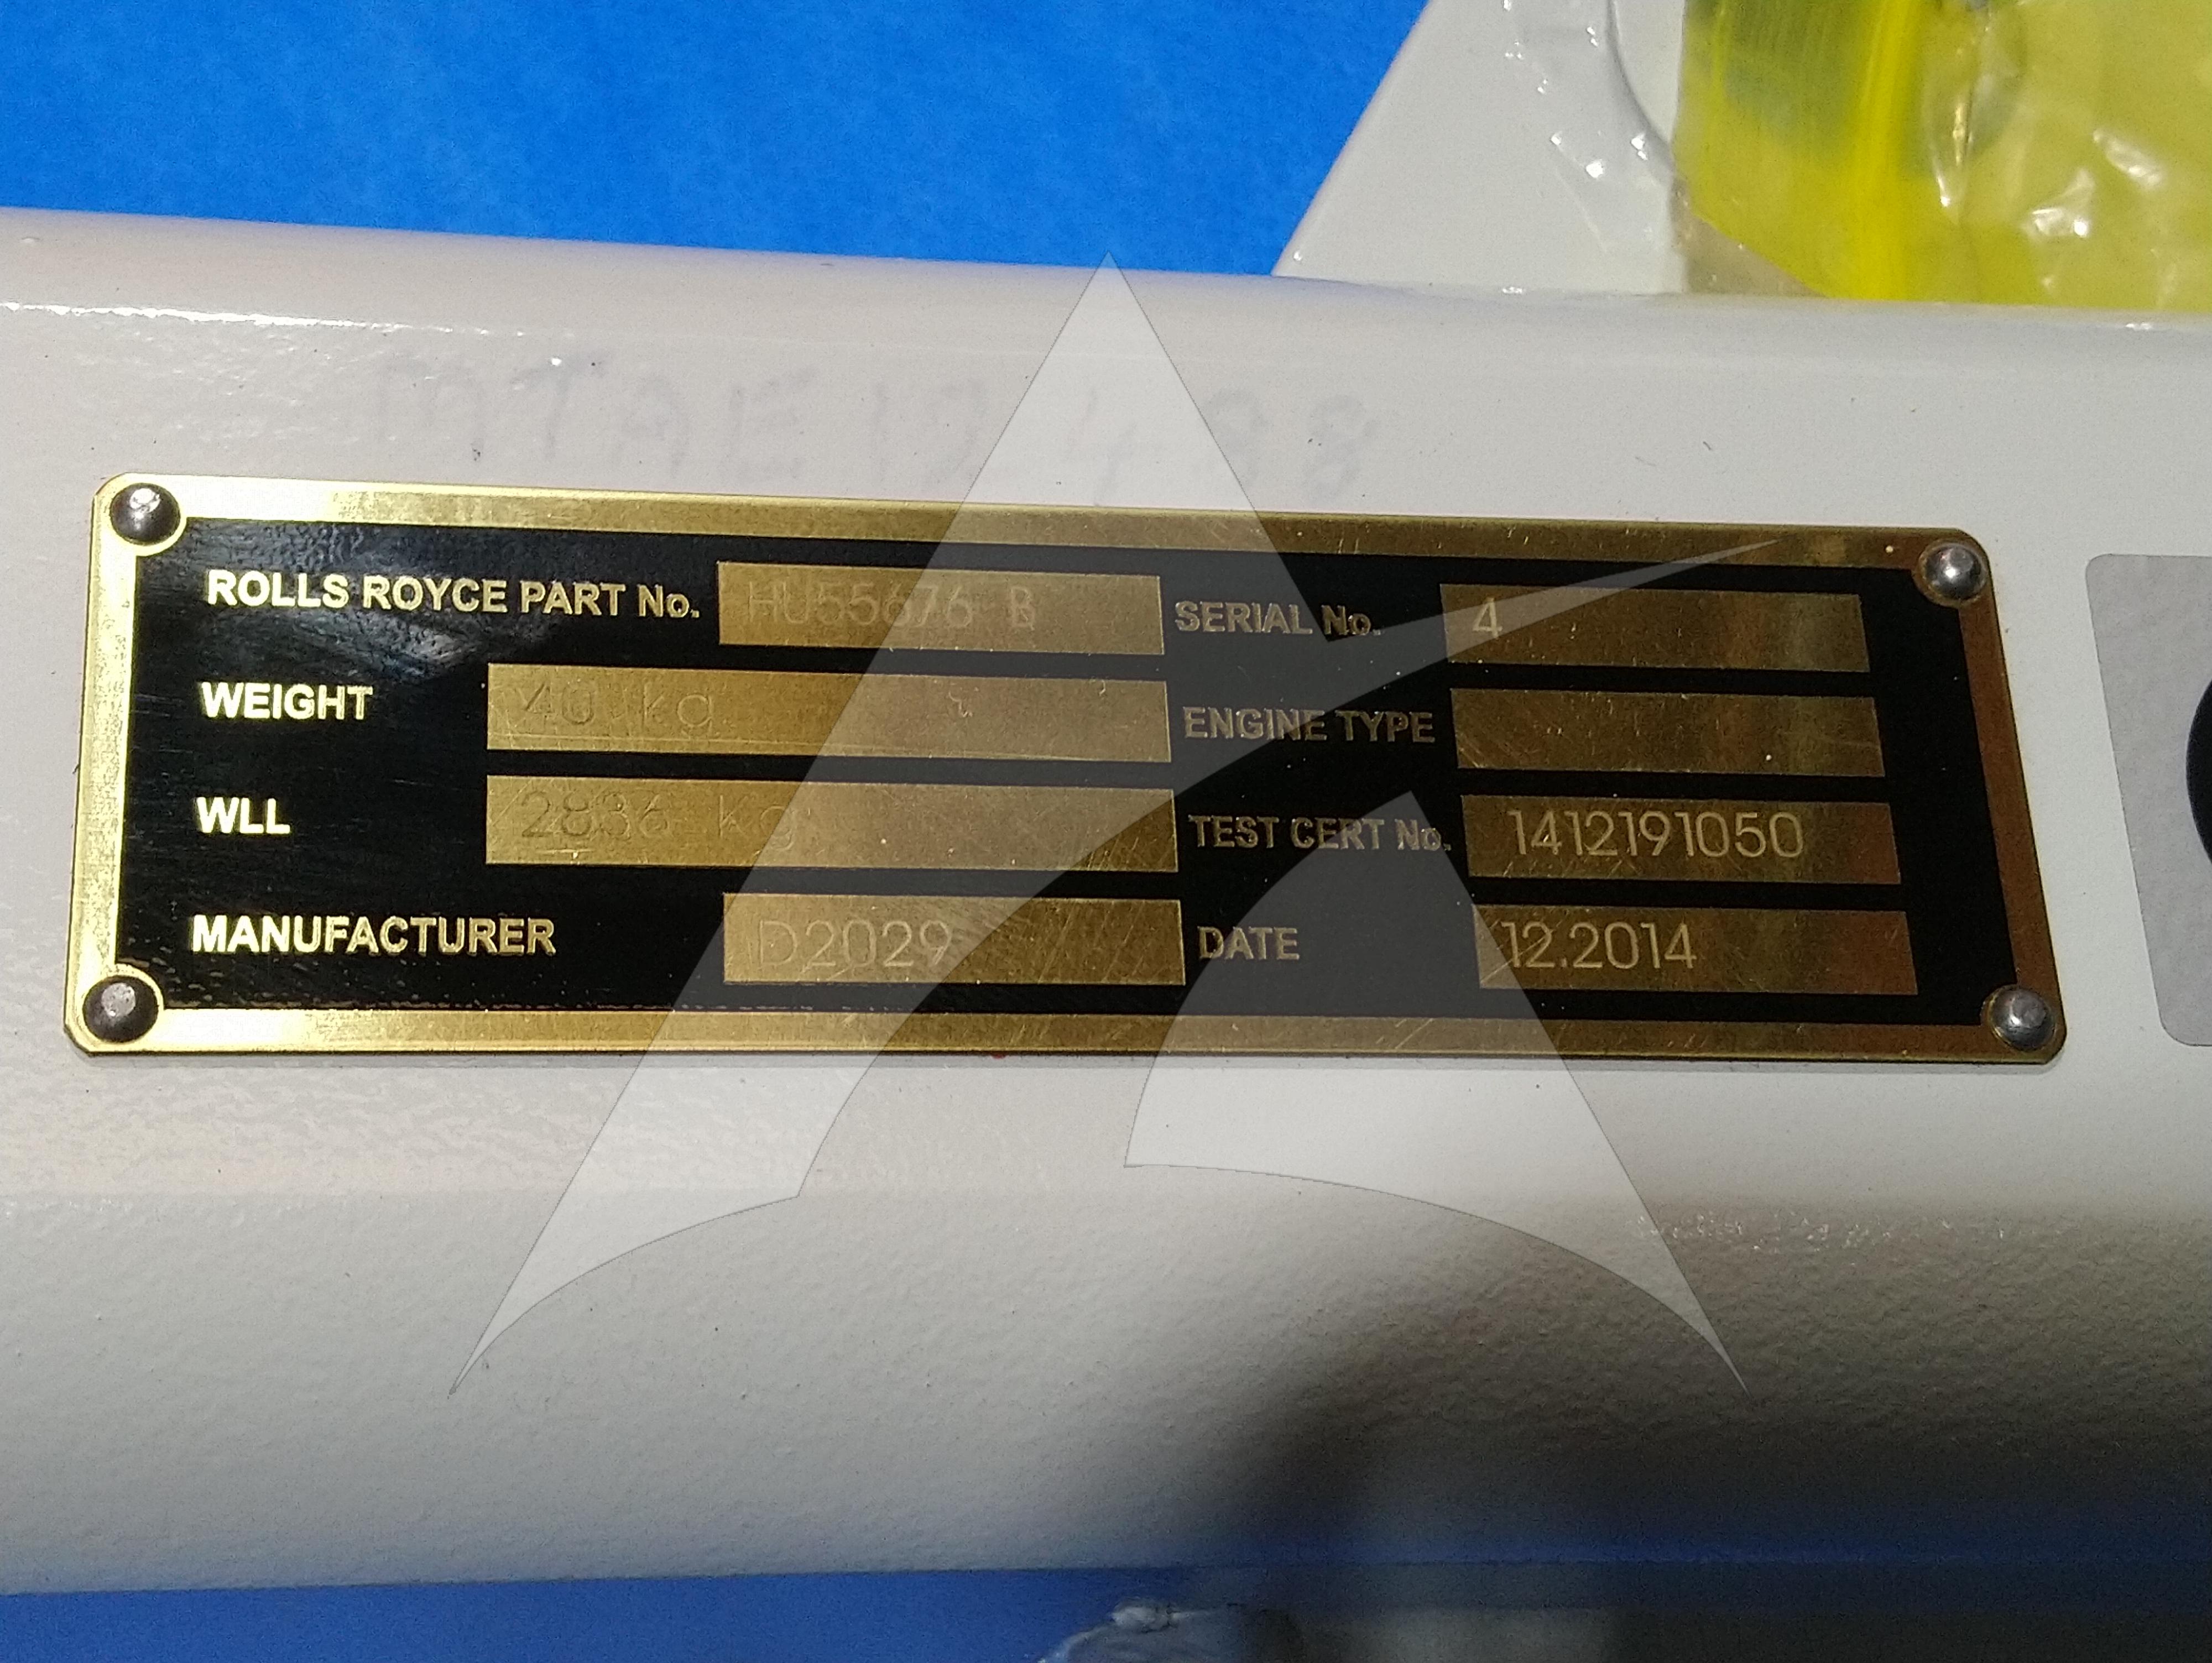 MTAE12488
ROLLS ROYCE PART No. HU55676 B SERIAL No. 4
WEIGHT 40 kg ENGINE TYPE
WLL 2836 Kg TEST CERT No. 1412191050
MANUFACTURER D2029 DATE 12.2014